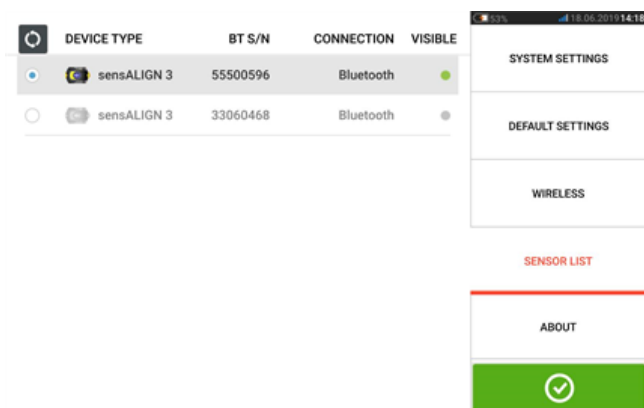 DEVICE TYPE BT S/N CONNECTION VISIBLE
sensALIGN 3 55500596 Bluetooth
sensALIGN 3 33060468 Bluetooth
53% 18.06.2019 14:18
SYSTEM SETTINGS
DEFAULT SETTINGS
WIRELESS
SENSOR LIST
ABOUT